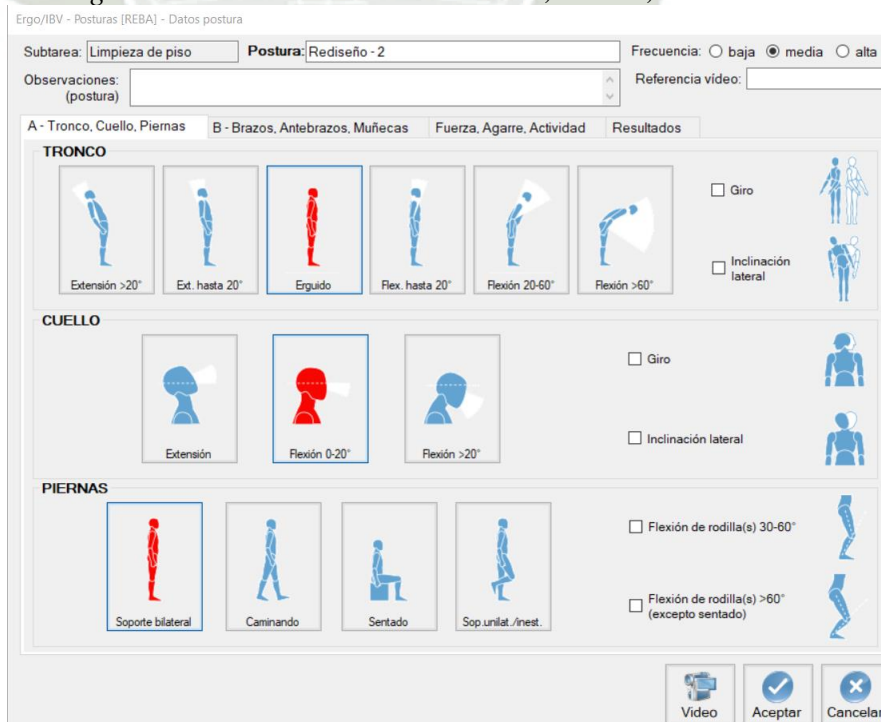 Ergo/IBV - Posturas [REBA] - Datos postura
Subtarea: Limpieza de piso Postura: Rediseño - 2 Frecuencia: baja media alta
Observaciones: Referencia vídeo:
(postura)
A - Tronco, Cuello, Piernas B - Brazos, Antebrazos, Muñecas Fuerza, Agarre, Actividad Resultados
TRONCO
Giro
Inclinación
lateral
Extensión >20° Ext. hasta 20° Erguido Flex. hasta 20° Flexión 20-60° Flexión >60°
CUELLO
Giro
Inclinación lateral
Extensión Flexión 0-20° Flexión >20°
PIERNAS
Flexión de rodilla(s) 30-60°
Flexión de rodilla(s) >60°
(excepto sentado)
Soporte bilateral Caminando Sentado Sop.unilat./inest.
Video Aceptar Cancelar